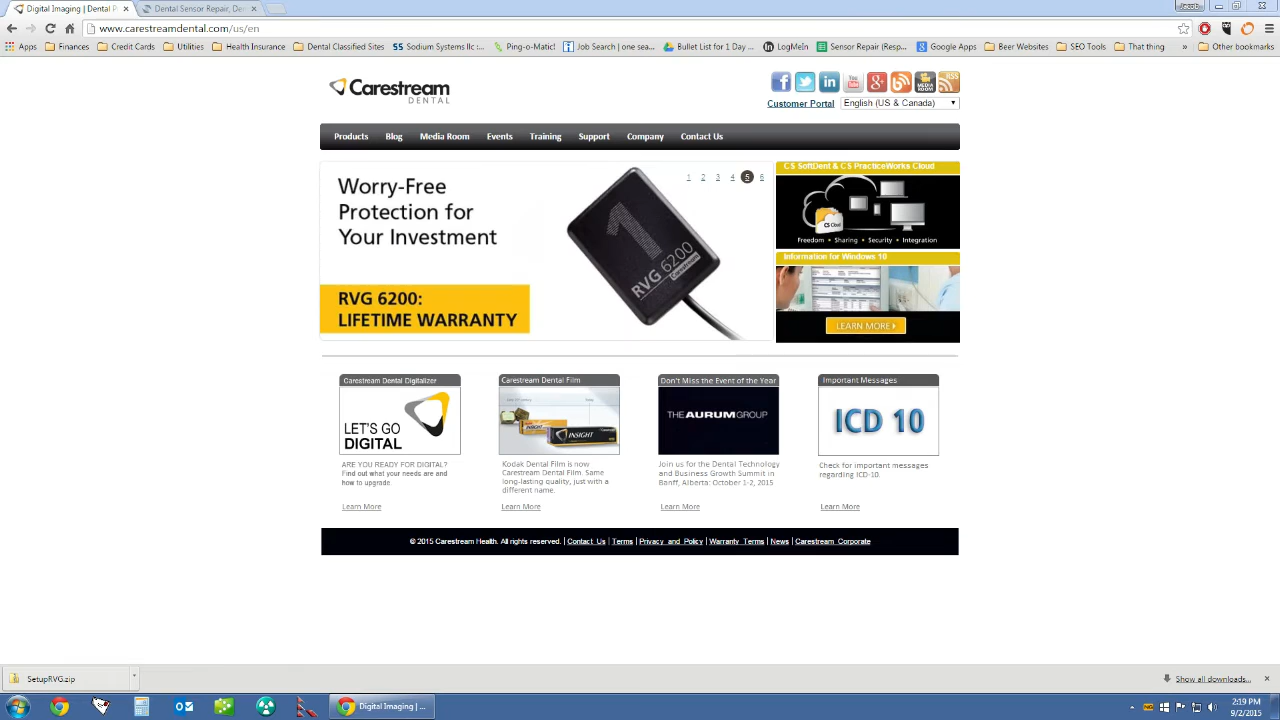 Digital Imaging | Dental P
Dental Sensor Repair, Den
Jacob
www.carestreamdental.com/us/en
Apps
Finances
Credit Cards
Utilities
Health Insurance
Dental Classified Sites
Sodium Systems llc :...
Ping-o-Matic!
Job Search | one sea...
Bullet List for 1 Day ...
LogMeIn
Sensor Repair (Resp...
Google Apps
Beer Websites
SEO Tools
That thing
»
Other bookmarks
Carestream
DENTAL
You Tube
MEDIA ROOM
RSS
Customer Portal
English (US & Canada)
Products
Blog
Media Room
Events
Training
Support
Company
Contact Us
Worry-Free
Protection for
Your Investment
RVG 6200:
LIFETIME WARRANTY
1
RVG 6200
Carestream
1 2 3 4 5 6
CS SoftDent & CS PracticeWorks Cloud
CS Cloud
Freedom • Sharing • Security • Integration
Information for Windows 10
LEARN MORE
Carestream Dental Digitalizer
LET'S GO
DIGITAL
ARE YOU READY FOR DIGITAL?
Find out what your needs are and
how to upgrade
Learn More
Carestream Dental Film
INSIGHT
Kodak Dental Film is now
Carestream Dental Film. Same
long-lasting quality, just with a
different name.
Learn More
Don't Miss the Event of the Year
THE AURUM GROUP
Join us for the Dental Technology
and Business Growth Summit in
Banff, Alberta: October 1-2, 2015
Learn More
Important Messages
ICD 10
Check for important messages
regarding ICD-10.
Learn More
© 2015 Carestream Health. All rights reserved. | Contact Us | Terms | Privacy and Policy | Warranty Terms | News | Carestream Corporate
SetupRVG.zip
Show all downloads...
Digital Imaging | ...
2:19 PM
9/2/2015